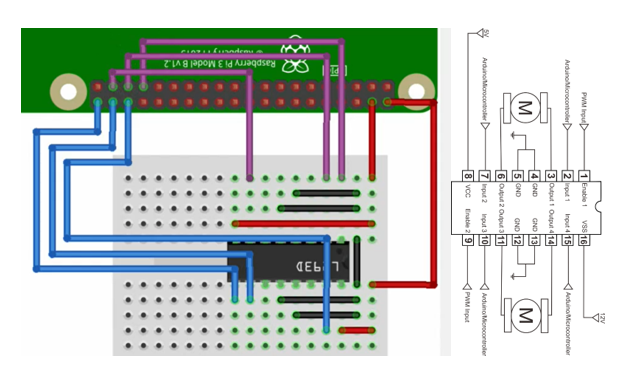 © Raspberry Pi 2015
Raspberry Pi 3 Model B v1.2
L293D
5V
Arduino/Microcontroller
Arduino/Microcontroller
PWM Input
M
8 7 6 5 4 3 2 1
VCC
Input 2
Output 2
GND
GND
Output 1
Input 1
Enable 1
Enable 2
Input 3
Output 3
GND
GND
Output 4
Input 4
VSS
9 10 11 12 13 14 15 16
M
PWM Input
Arduino/Microcontroller
Arduino/Microcontroller
12V